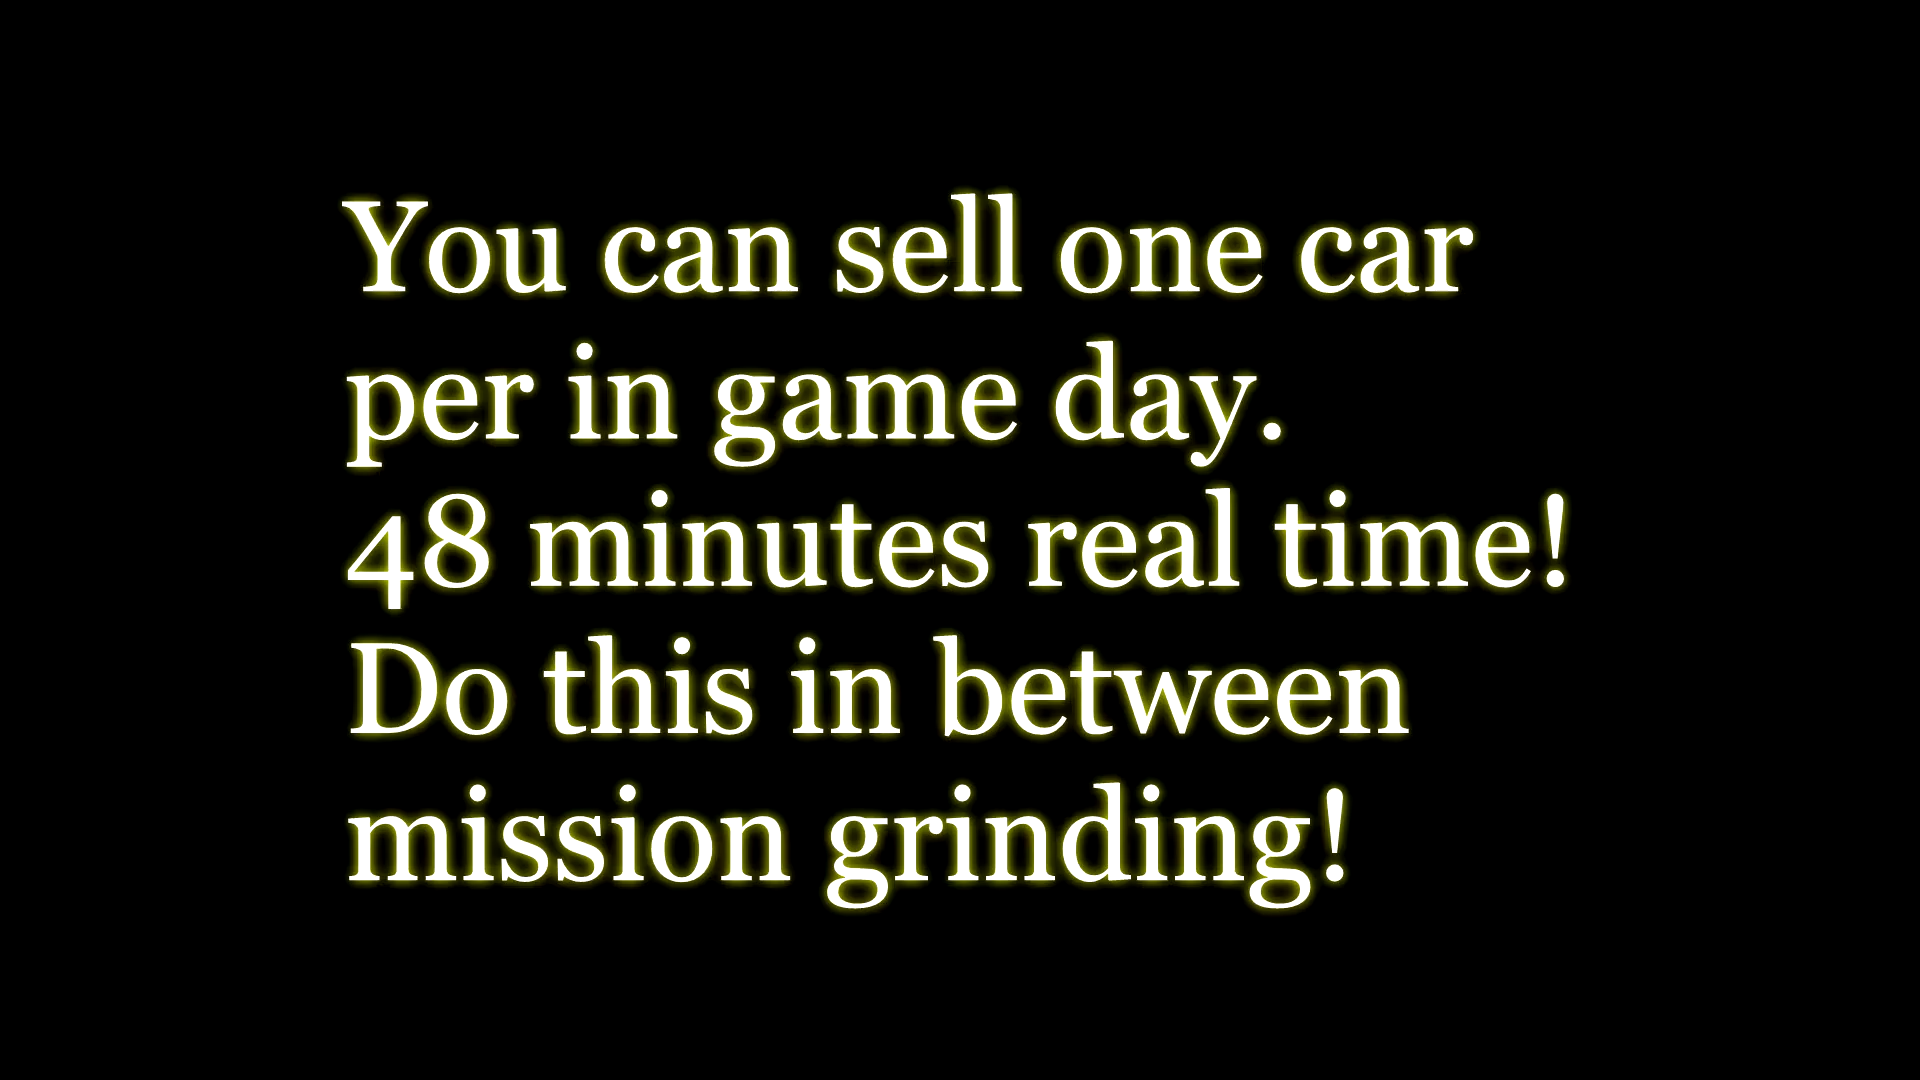 You can sell one car
per in game day.
48 minutes real time!
Do this in between
mission grinding!